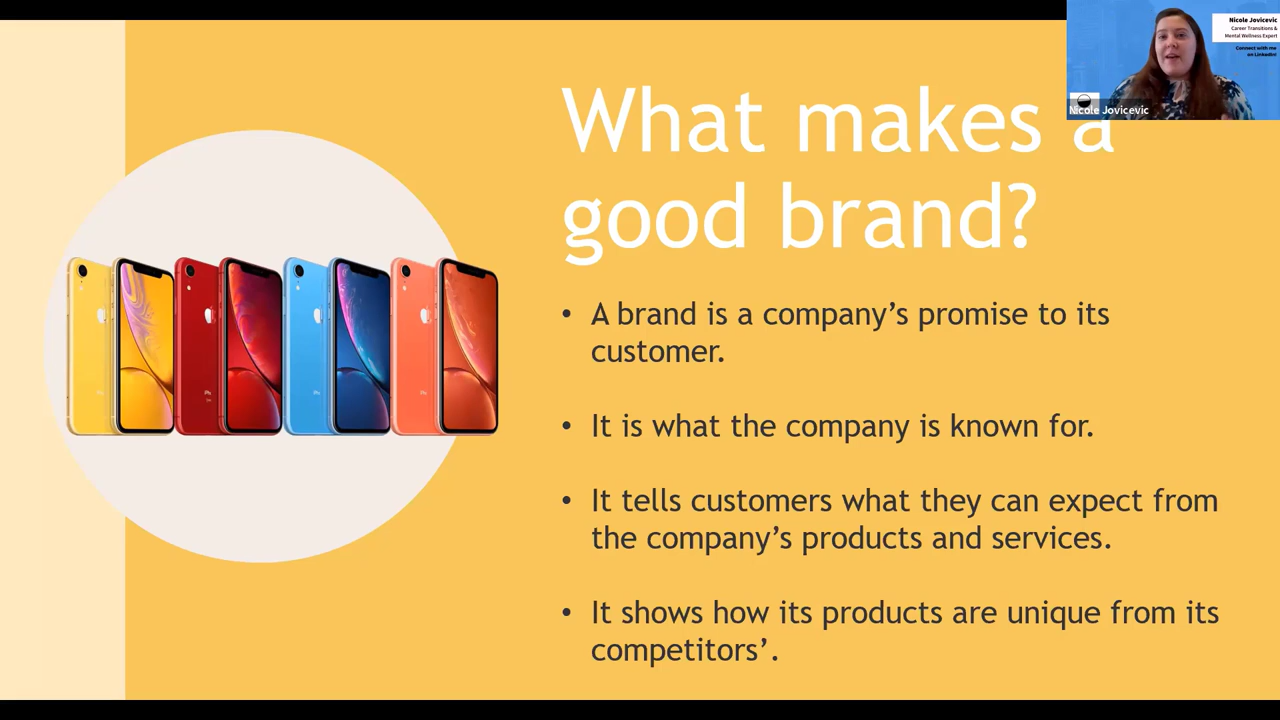 Nicole Jovicevic
Career Transitions &
Mental Wellness Expert
Connect with me
on LinkedIn!
Nicole Jovicevic
What makes a
good brand?
• A brand is a company’s promise to its
customer.
• It is what the company is known for.
• It tells customers what they can expect from
the company’s products and services.
• It shows how its products are unique from its
competitors’.